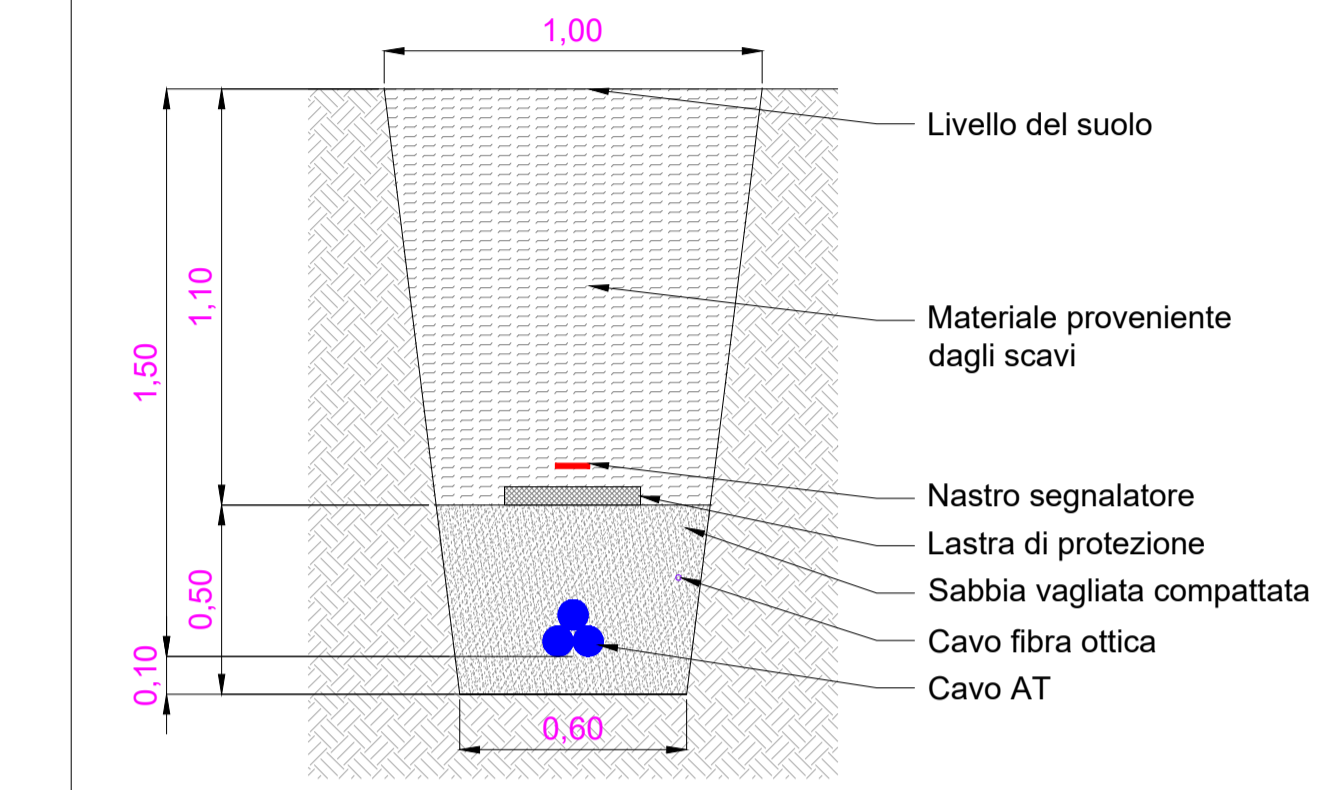 1,00
Livello del suolo
1,10
Materiale proveniente
dagli scavi
1,50
Nastro segnalatore
Lastra di protezione
Sabbia vagliata compattata
0,50
Cavo fibra ottica
0,10
Cavo AT
0,60